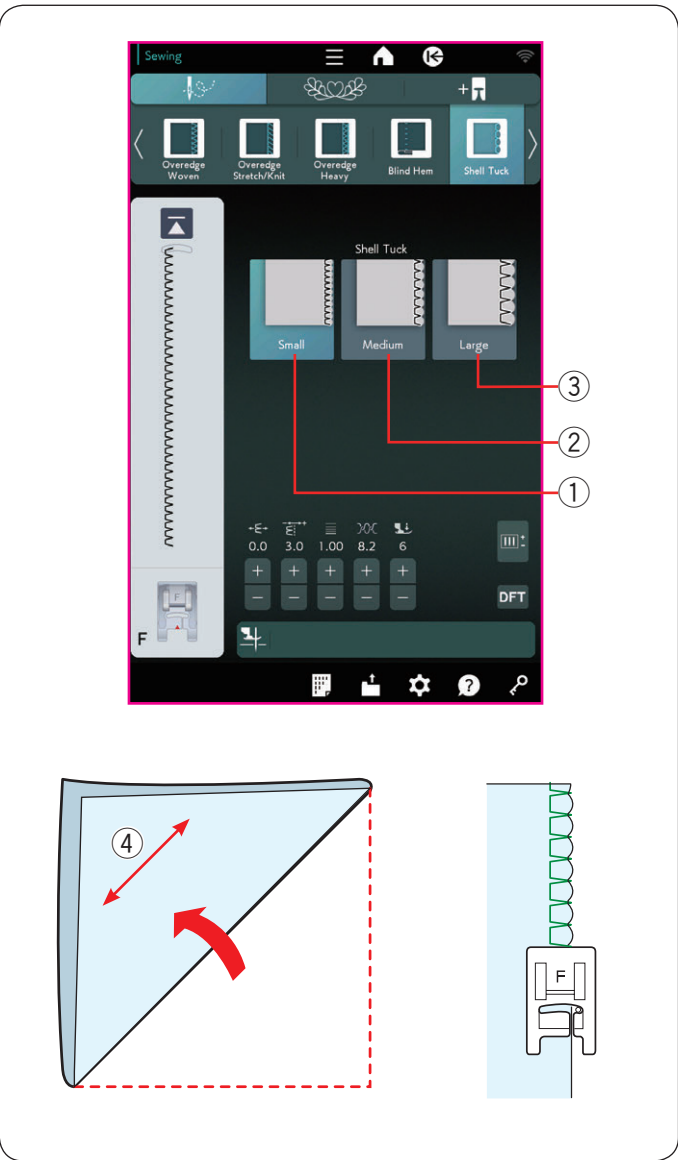 Sewing
Overedge
Woven
Overedge
Stretch/Knit
Overedge
Heavy
Blind Hem
Shell Tuck
Shell Tuck
Small
Medium
Large
③
②
①
0.0 3.0 1.00 8.2 6
+ + + + +
− − − − −
DFT
F
F
?
④
F